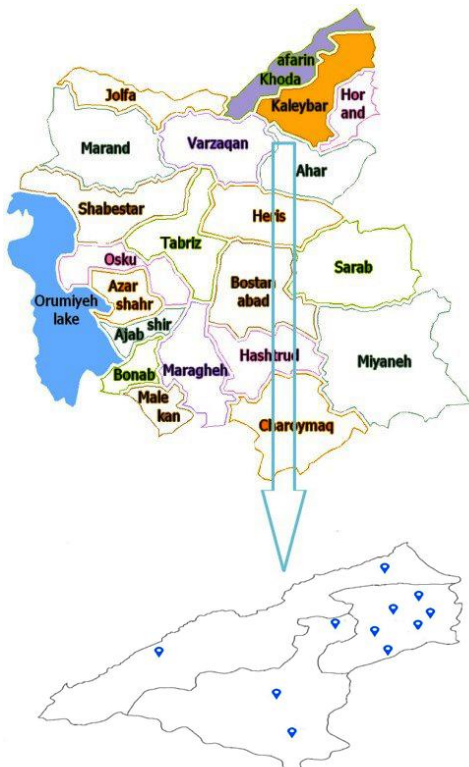 afarin
Khoda
Kaleybar
Hor
and
Jolfa
Marand
Varzaqan
Ahar
Shabestar
Heris
Tabriz
Osku
Sarab
Azar
shahr
Bostan
abad
Orumiyeh
lake
Ajab shir
Hashtrud
Miyaneh
Bonab
Maragheh
Male
kan
Charoymaq